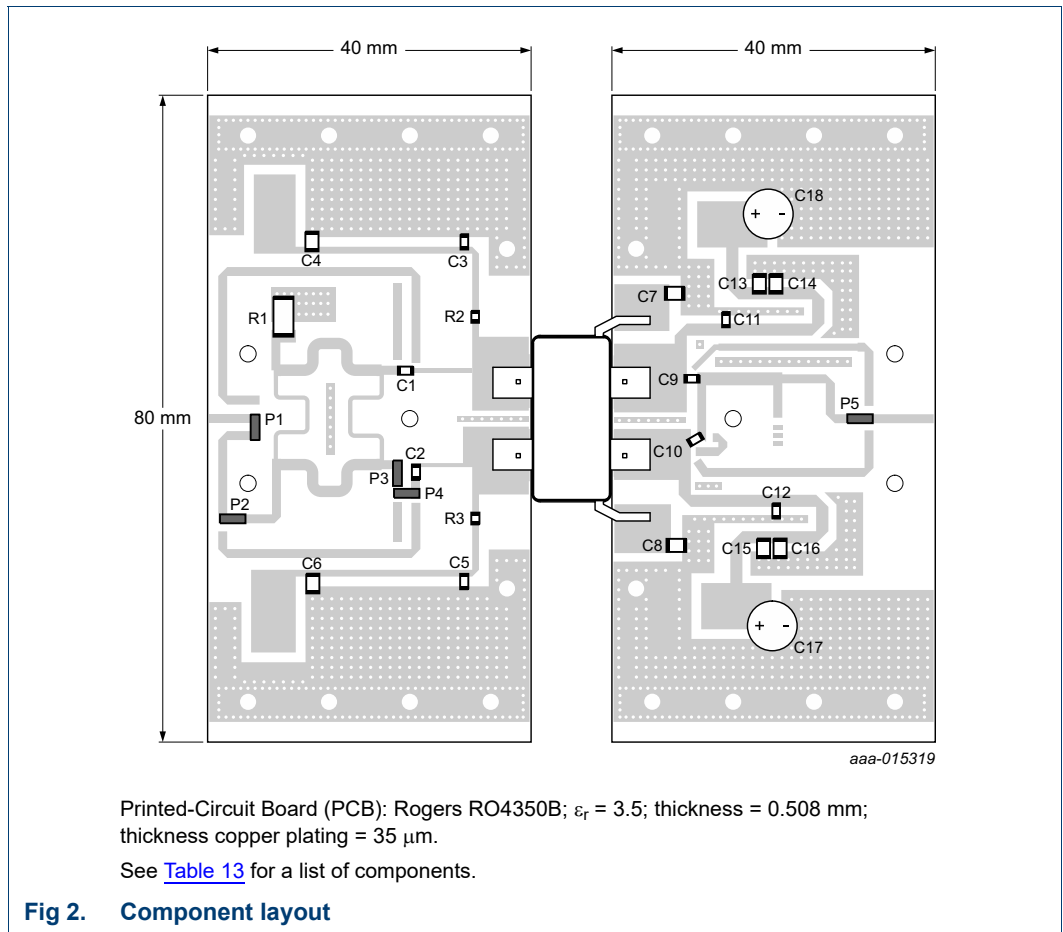 40 mm
40 mm
C18
+ -
C4
C3
C13
C14
C7
R1
R2
C11
C1
C9
80 mm
P1
P5
C2
C10
P3
P4
P2
C12
R3
C8
C15
C16
C6
C5
+ -
C17
aaa-015319
Printed-Circuit Board (PCB): Rogers RO4350B; εr = 3.5; thickness = 0.508 mm;
thickness copper plating = 35 μm.
See Table 13 for a list of components.
Fig 2. Component layout